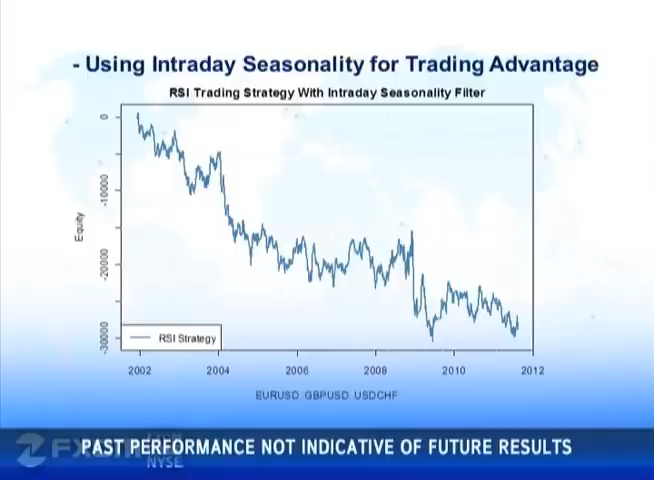 - Using Intraday Seasonality for Trading Advantage
RSI Trading Strategy With Intraday Seasonality Filter
Equity
0
-10000
-20000
-30000
RSI Strategy
2002 2004 2006 2008 2010 2012
EURUSD GBPUSD USDCHF
PAST PERFORMANCE NOT INDICATIVE OF FUTURE RESULTS
NYSE